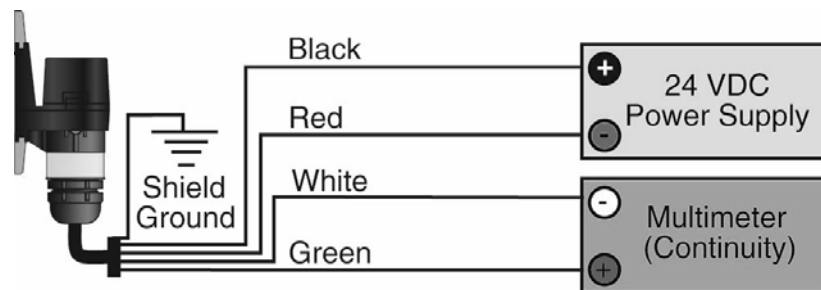 Black
+
24 VDC
Power Supply
Red
-
Shield
Ground
White
-
Multimeter
(Continuity)
Green
+